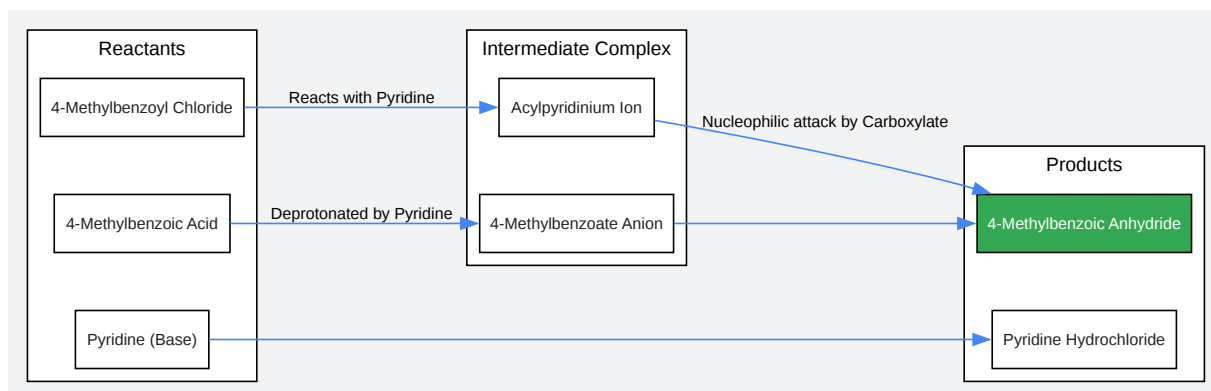 Reactants
Intermediate Complex
4-Methylbenzoyl Chloride
Reacts with Pyridine
Acylpyridinium Ion
Nucleophilic attack by Carboxylate
Products
4-Methylbenzoic Acid
Deprotonated by Pyridine
4-Methylbenzoate Anion
4-Methylbenzoic Anhydride
Pyridine (Base)
Pyridine Hydrochloride